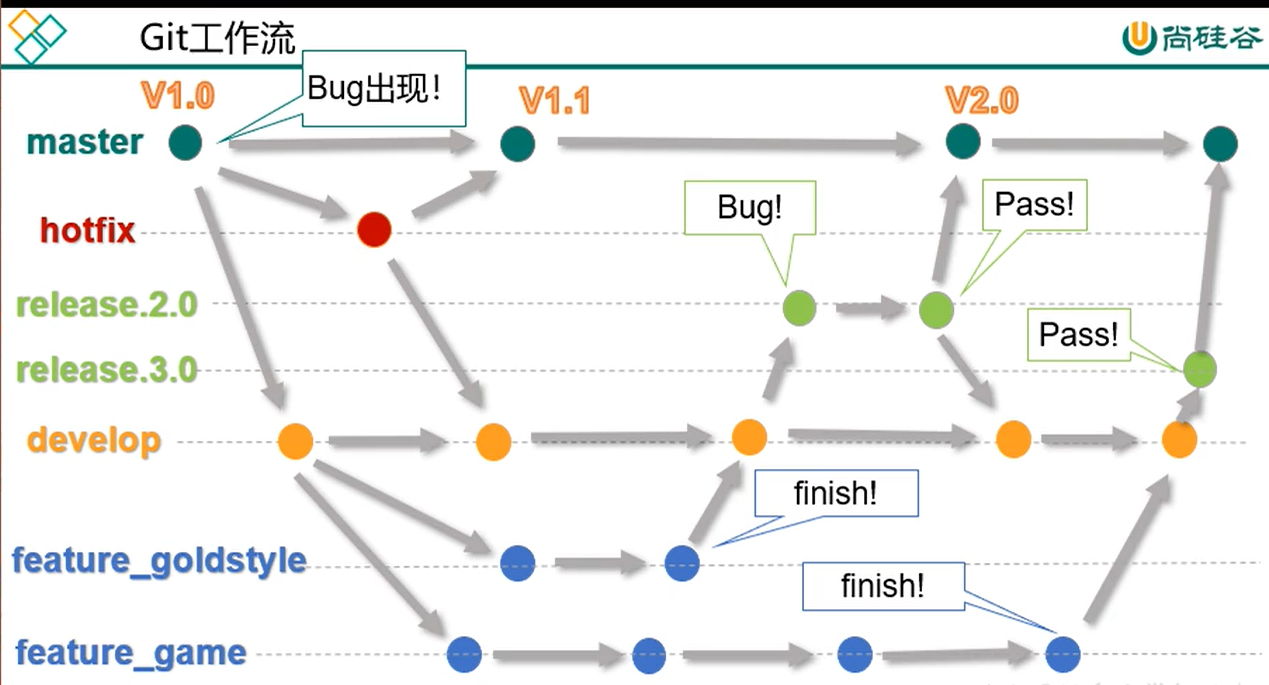 Git工作流
尚硅谷
V1.0
Bug出现！
V1.1
V2.0
master
Bug!
Pass!
hotfix
release.2.0
Pass!
release.3.0
develop
finish!
feature_goldstyle
finish!
feature_game